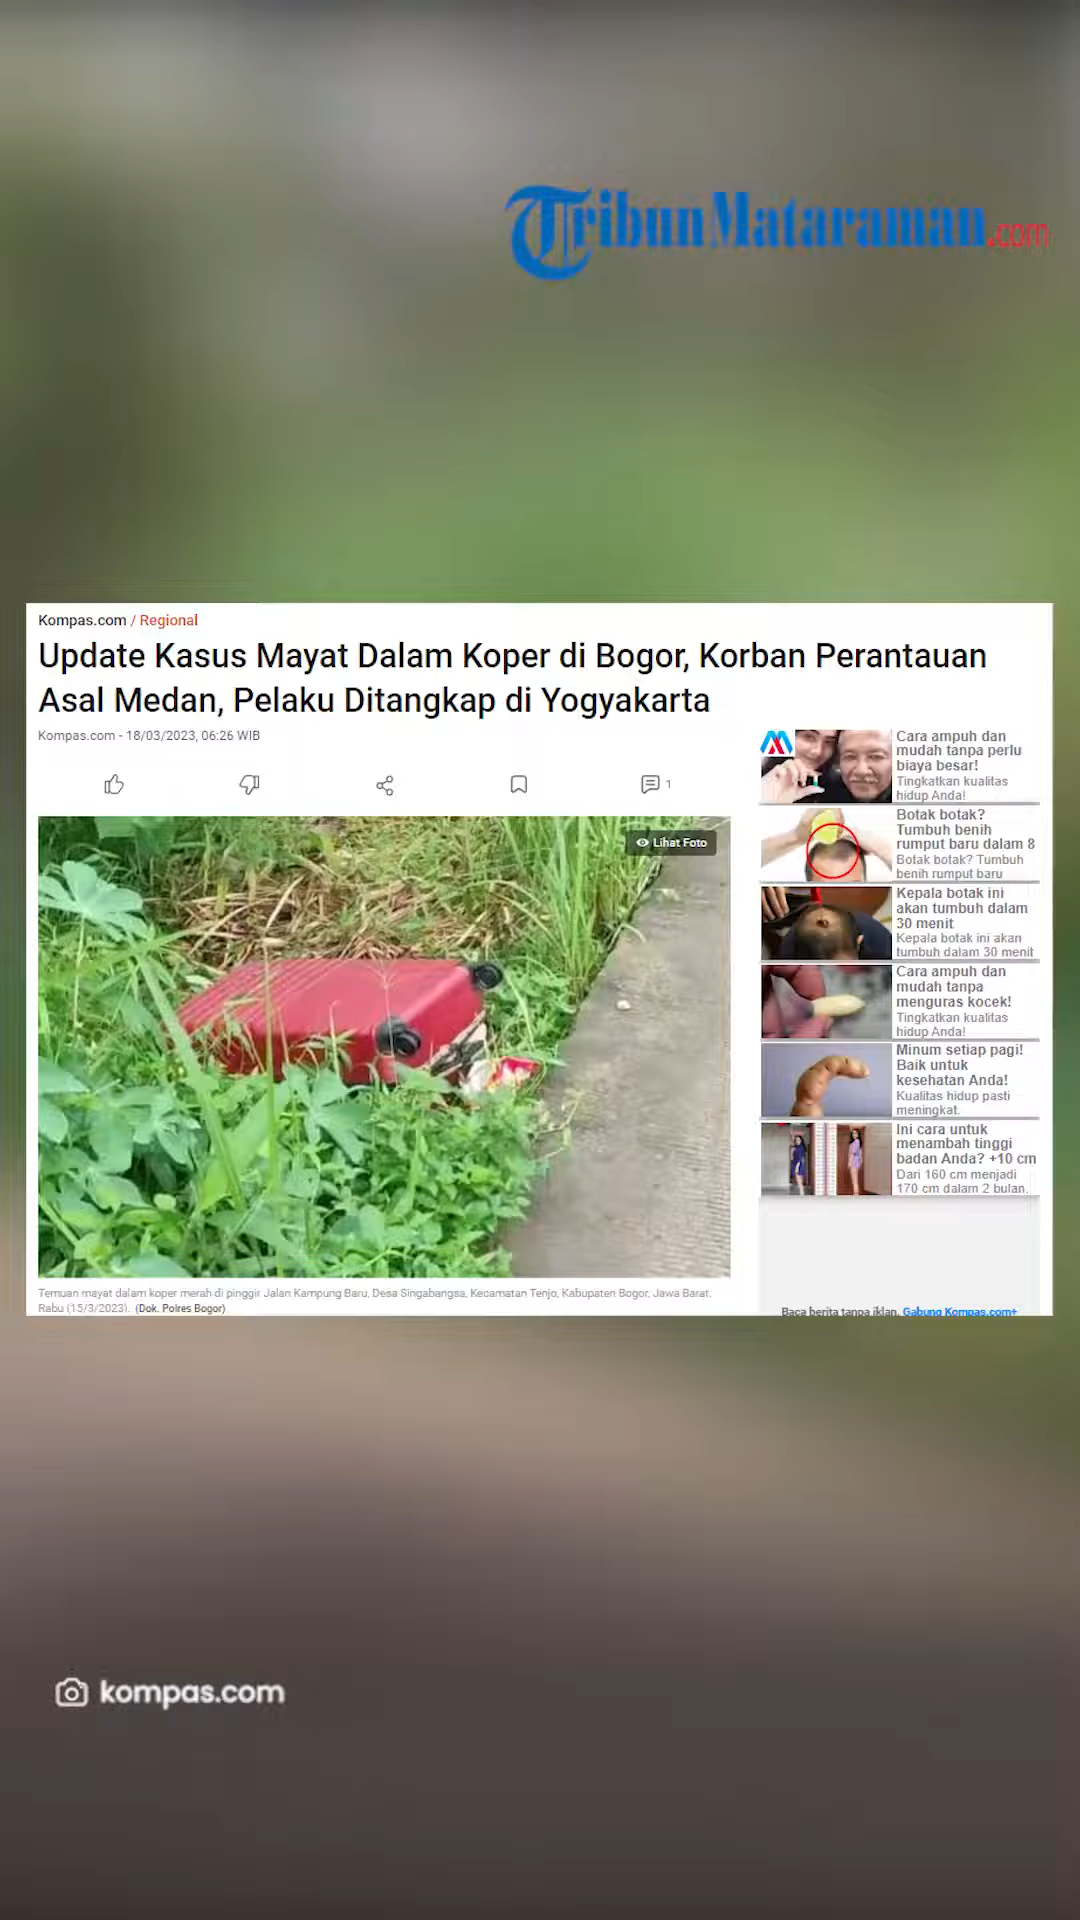 TribunMataraman.com
Kompas.com / Regional
Update Kasus Mayat Dalam Koper di Bogor, Korban Perantauan
Asal Medan, Pelaku Ditangkap di Yogyakarta
Kompas.com - 18/03/2023, 06:26 WIB
1
Lihat Foto
Temuan mayat dalam koper merah di pinggir Jalan Kampung Baru, Desa Singabangsa, Kecamatan Tenjo, Kabupaten Bogor, Jawa Barat,
Rabu (15/3/2023). (Dok. Polres Bogor)
Cara ampuh dan
mudah tanpa perlu
biaya besar!
Tingkatkan kualitas
hidup Anda!
Botak botak?
Tumbuh benih
rumput baru dalam 8
Botak botak? Tumbuh
benih rumput baru
Kepala botak ini
akan tumbuh dalam
30 menit
Kepala botak ini akan
tumbuh dalam 30 menit
Cara ampuh dan
mudah tanpa
menguras kocek!
Tingkatkan kualitas
hidup Anda!
Minum setiap pagi!
Baik untuk
kesehatan Anda!
Kualitas hidup pasti
meningkat.
Ini cara untuk
menambah tinggi
badan Anda? +10 cm
Dari 160 cm menjadi
170 cm dalam 2 bulan.
Baca berita tanpa iklan. Gabung Kompas.com+
kompas.com